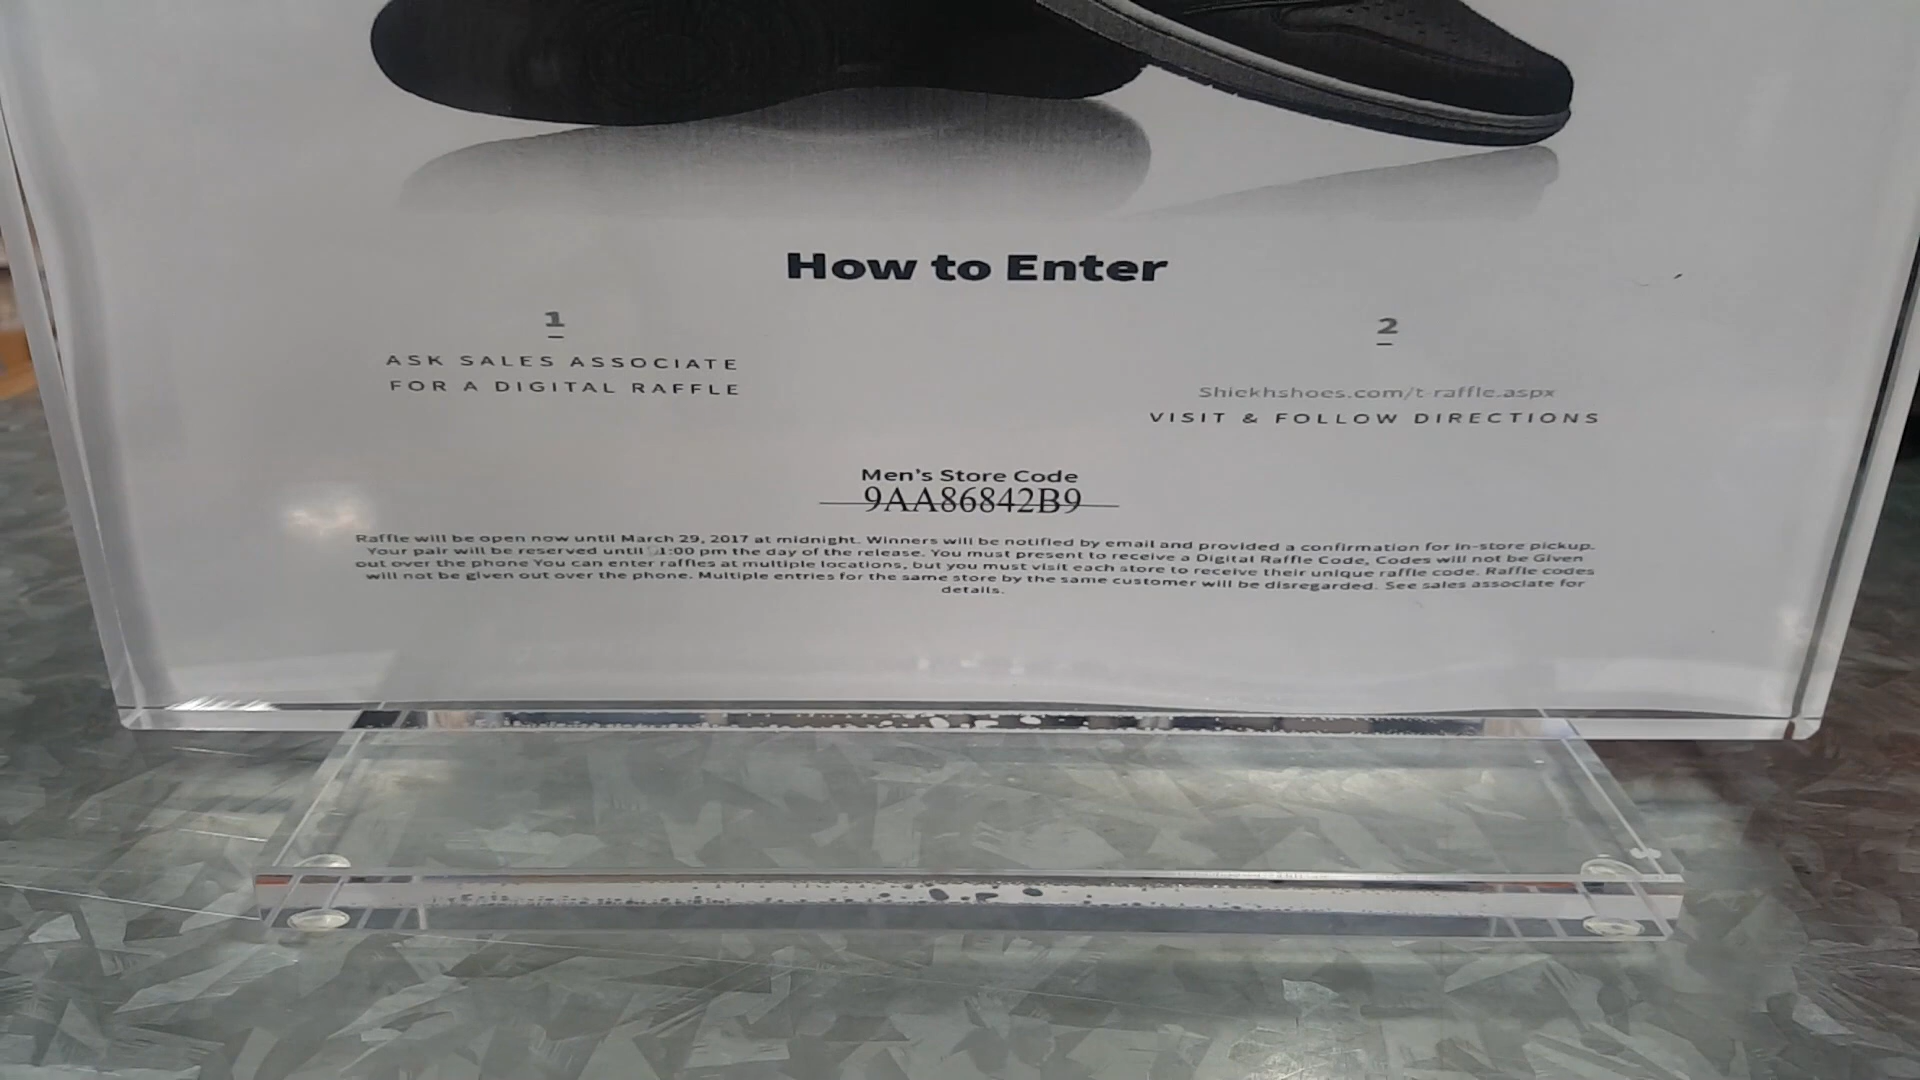 How to Enter
1
ASK SALES ASSOCIATE
FOR A DIGITAL RAFFLE
2
Shiekhshoes.com/t-raffle.aspx
VISIT & FOLLOW DIRECTIONS
Men's Store Code
9AA86842B9
Raffle will be open now until March 29, 2017 at midnight. Winners will be notified by email and provided a confirmation for in-store pickup.
Your pair will be reserved until 1:00 pm the day of the release. You must present to receive a Digital Raffle Code, Codes will not be Given
out over the phone You can enter raffles at multiple locations, but you must visit each store to receive their unique raffle code. Raffle codes
will not be given out over the phone. Multiple entries for the same store by the same customer will be disregarded. See sales associate for
details.